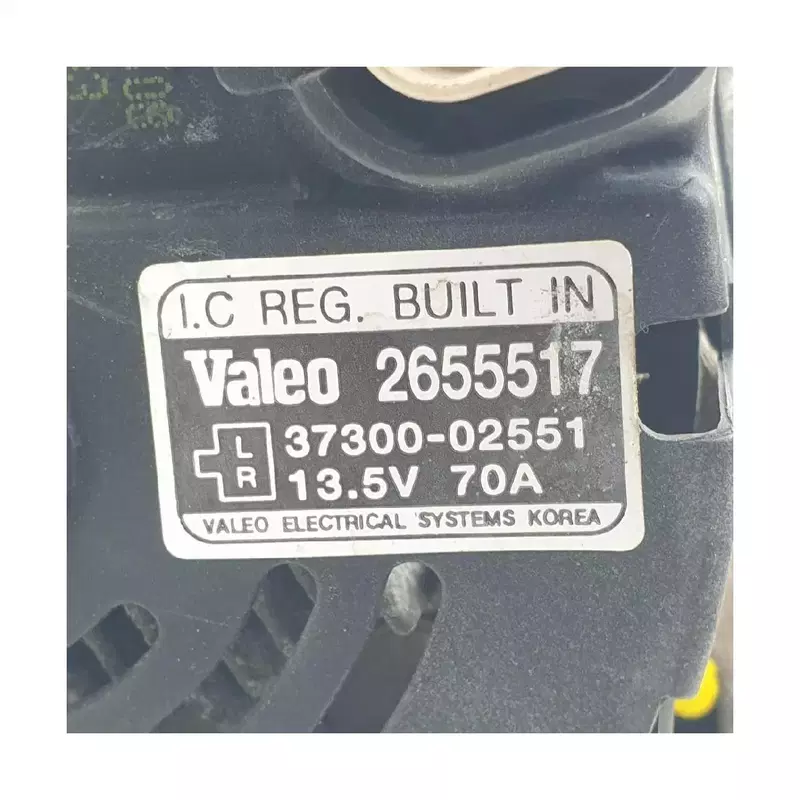 I.C REG. BUILT IN
Valeo 2655517
L 37300-02551
R 13.5V 70A
VALEO ELECTRICAL SYSTEMS KOREA